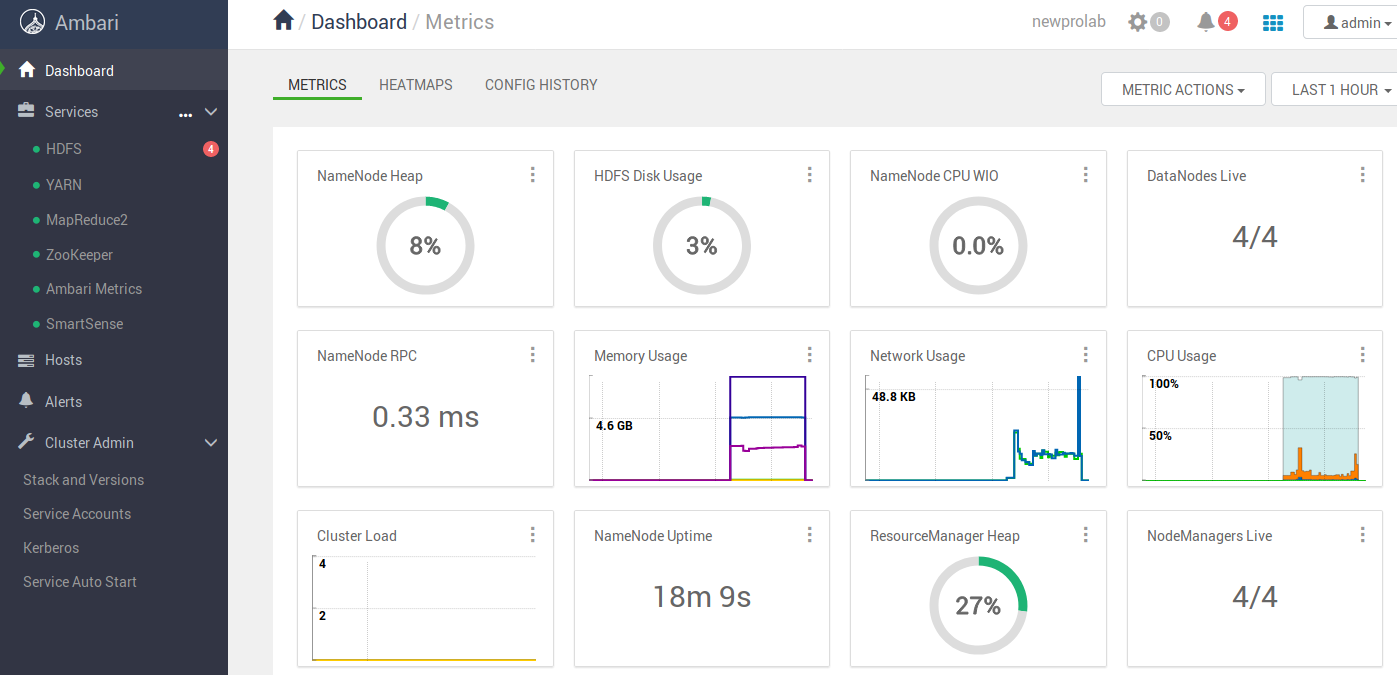 Ambari
/ Dashboard / Metrics
newprolab
0
4
admin
Dashboard
Services
...
HDFS
4
YARN
MapReduce2
ZooKeeper
Ambari Metrics
SmartSense
Hosts
Alerts
Cluster Admin
Stack and Versions
Service Accounts
Kerberos
Service Auto Start
METRICS
HEATMAPS
CONFIG HISTORY
METRIC ACTIONS
LAST 1 HOUR
NameNode Heap
8%
HDFS Disk Usage
3%
NameNode CPU WIO
0.0%
DataNodes Live
4/4
NameNode RPC
0.33 ms
Memory Usage
4.6 GB
Network Usage
48.8 KB
CPU Usage
100%
50%
Cluster Load
4
2
NameNode Uptime
18m 9s
ResourceManager Heap
27%
NodeManagers Live
4/4